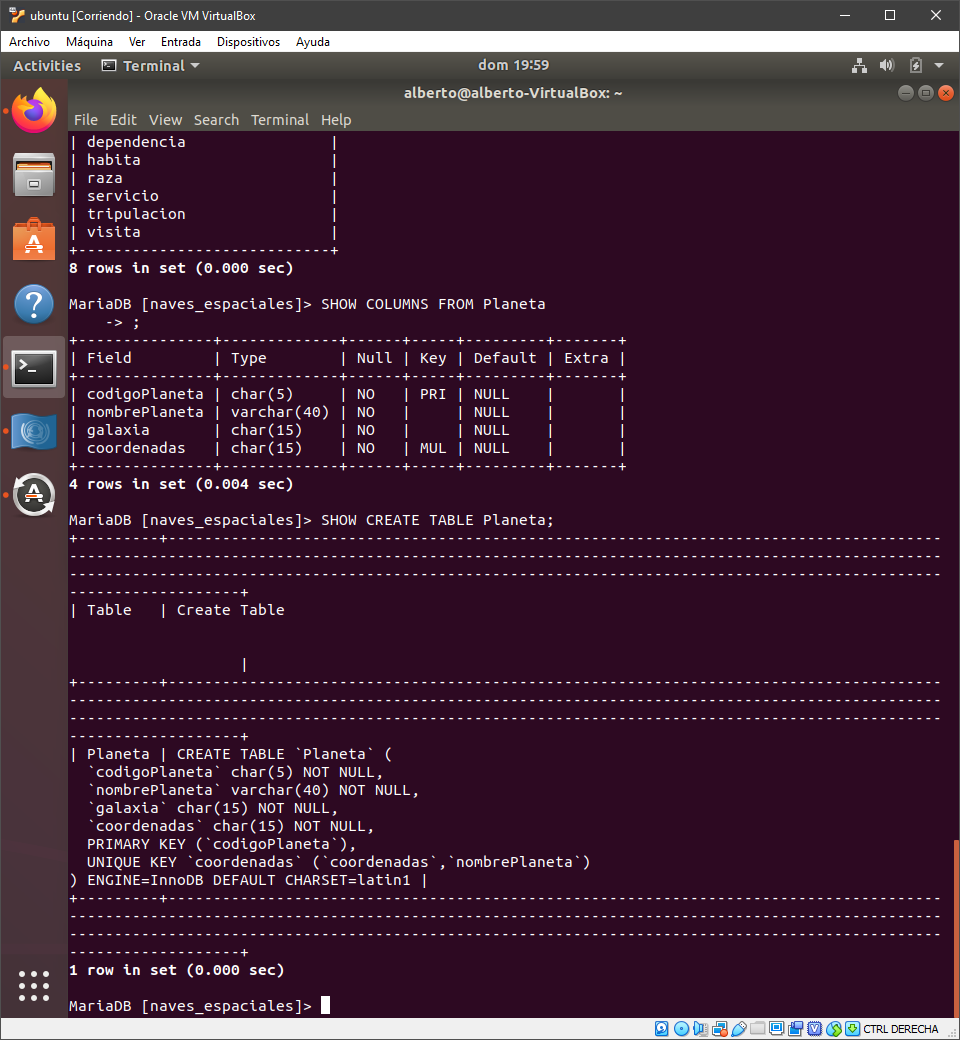 ubuntu [Corriendo] - Oracle VM VirtualBox
Archivo Máquina Ver Entrada Dispositivos Ayuda
Activities Terminal dom 19:59
alberto@alberto-VirtualBox: ~
File Edit View Search Terminal Help
| dependencia                |
| habita                     |
| raza                       |
| servicio                   |
| tripulacion                |
| visita                     |
+----------------------------+
8 rows in set (0.000 sec)
MariaDB [naves_espaciales]> SHOW COLUMNS FROM Planeta
    -> ;
+---------------+-------------+------+-----+---------+-------+
| Field         | Type        | Null | Key | Default | Extra |
+---------------+-------------+------+-----+---------+-------+
| codigoPlaneta | char(5)     | NO   | PRI | NULL    |       |
| nombrePlaneta | varchar(40) | NO   |     | NULL    |       |
| galaxia       | char(15)    | NO   |     | NULL    |       |
| coordenadas   | char(15)    | NO   | MUL | NULL    |       |
+---------------+-------------+------+-----+---------+-------+
4 rows in set (0.004 sec)
MariaDB [naves_espaciales]> SHOW CREATE TABLE Planeta;
+---------+--------------------------------------------------------------------------------------
-------------------------------------------------------------------------------------------------
-------------------------------------------------------------------------------------------------
-------------------+
| Table   | Create Table
                   |
+---------+--------------------------------------------------------------------------------------
-------------------------------------------------------------------------------------------------
-------------------------------------------------------------------------------------------------
-------------------+
| Planeta | CREATE TABLE `Planeta` (
  `codigoPlaneta` char(5) NOT NULL,
  `nombrePlaneta` varchar(40) NOT NULL,
  `galaxia` char(15) NOT NULL,
  `coordenadas` char(15) NOT NULL,
  PRIMARY KEY (`codigoPlaneta`),
  UNIQUE KEY `coordenadas` (`coordenadas`,`nombrePlaneta`)
) ENGINE=InnoDB DEFAULT CHARSET=latin1 |
+---------+--------------------------------------------------------------------------------------
-------------------------------------------------------------------------------------------------
-------------------------------------------------------------------------------------------------
-------------------+
1 row in set (0.000 sec)
MariaDB [naves_espaciales]>
CTRL DERECHA